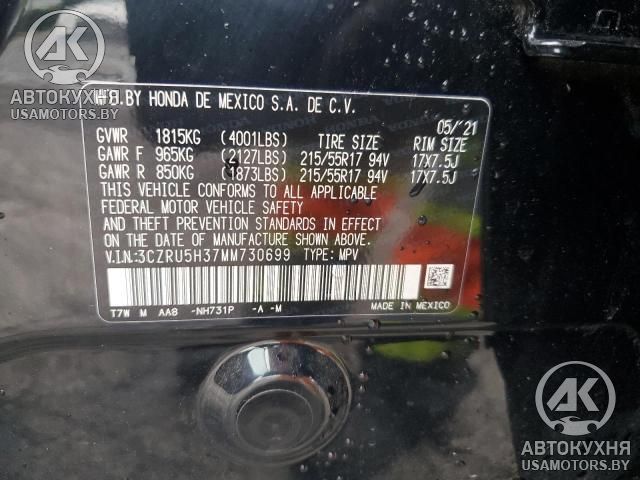 AK
АВТОКУХНЯ
USAMOTORS.BY
BY HONDA DE MEXICO S.A. DE C.V.
05/'21
GVWR 1815KG (4001LBS) TIRE SIZE RIM SIZE
GAWR F 965KG (2127LBS) 215/55R17 94V 17X7.5J
GAWR R 850KG (1873LBS) 215/55R17 94V 17X7.5J
THIS VEHICLE CONFORMS TO ALL APPLICABLE
FEDERAL MOTOR VEHICLE SAFETY
AND THEFT PREVENTION STANDARDS IN EFFECT
ON THE DATE OF MANUFACTURE SHOWN ABOVE.
V.I.N.:3CZRU5H37MM730699 TYPE: MPV
T7W M AA8 -NH731P -A -M
MADE IN MEXICO
AK
АВТОКУХНЯ
USAMOTORS.BY